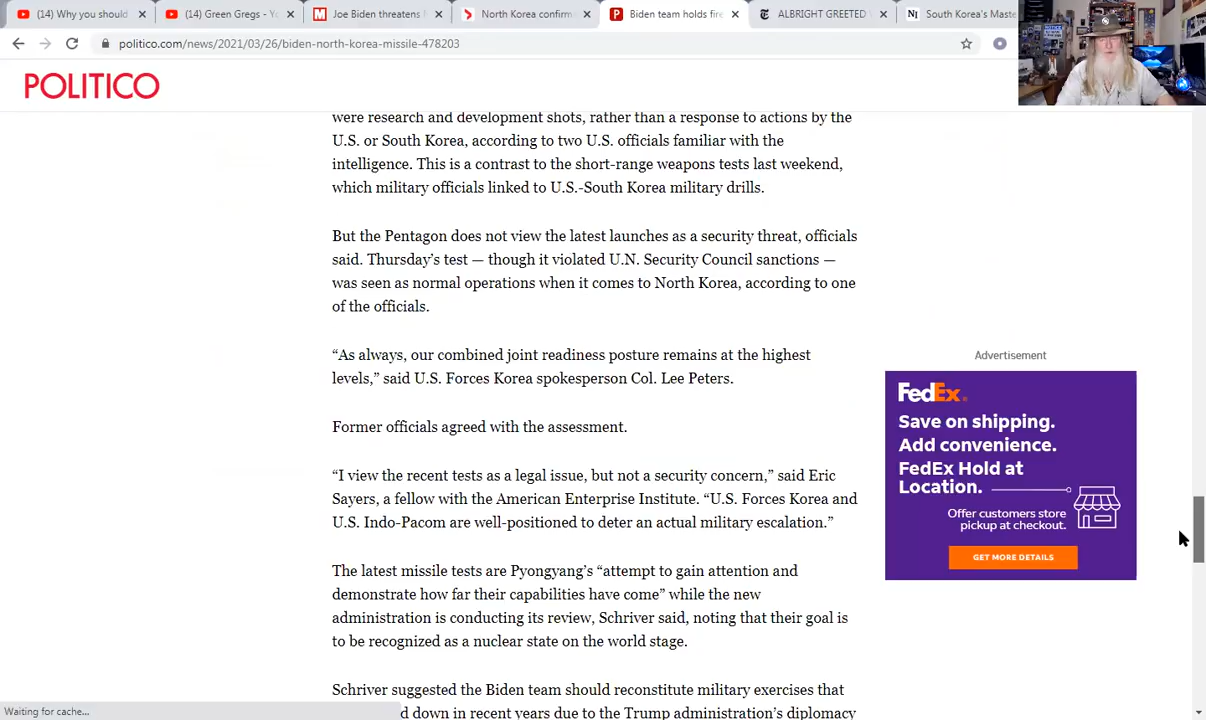 (14) Why you should
(14) Green Gregs - Y
Joe Biden threatens N
North Korea confirm
Biden team holds fire
ALBRIGHT GREETED V
South Korea's Maste
politico.com/news/2021/03/26/biden-north-korea-missile-478203
POLITICO
were research and development shots, rather than a response to actions by the
U.S. or South Korea, according to two U.S. officials familiar with the
intelligence. This is a contrast to the short-range weapons tests last weekend,
which military officials linked to U.S.-South Korea military drills.
But the Pentagon does not view the latest launches as a security threat, officials
said. Thursday’s test — though it violated U.N. Security Council sanctions —
was seen as normal operations when it comes to North Korea, according to one
of the officials.
“As always, our combined joint readiness posture remains at the highest
levels,” said U.S. Forces Korea spokesperson Col. Lee Peters.
Former officials agreed with the assessment.
“I view the recent tests as a legal issue, but not a security concern,” said Eric
Sayers, a fellow with the American Enterprise Institute. “U.S. Forces Korea and
U.S. Indo-Pacom are well-positioned to deter an actual military escalation.”
The latest missile tests are Pyongyang’s “attempt to gain attention and
demonstrate how far their capabilities have come” while the new
administration is conducting its review, Schriver said, noting that their goal is
to be recognized as a nuclear state on the world stage.
Schriver suggested the Biden team should reconstitute military exercises that
d down in recent years due to the Trump administration’s diplomacy
Advertisement
FedEx
Save on shipping.
Add convenience.
FedEx Hold at
Location.
Offer customers store
pickup at checkout.
GET MORE DETAILS
Waiting for cache...